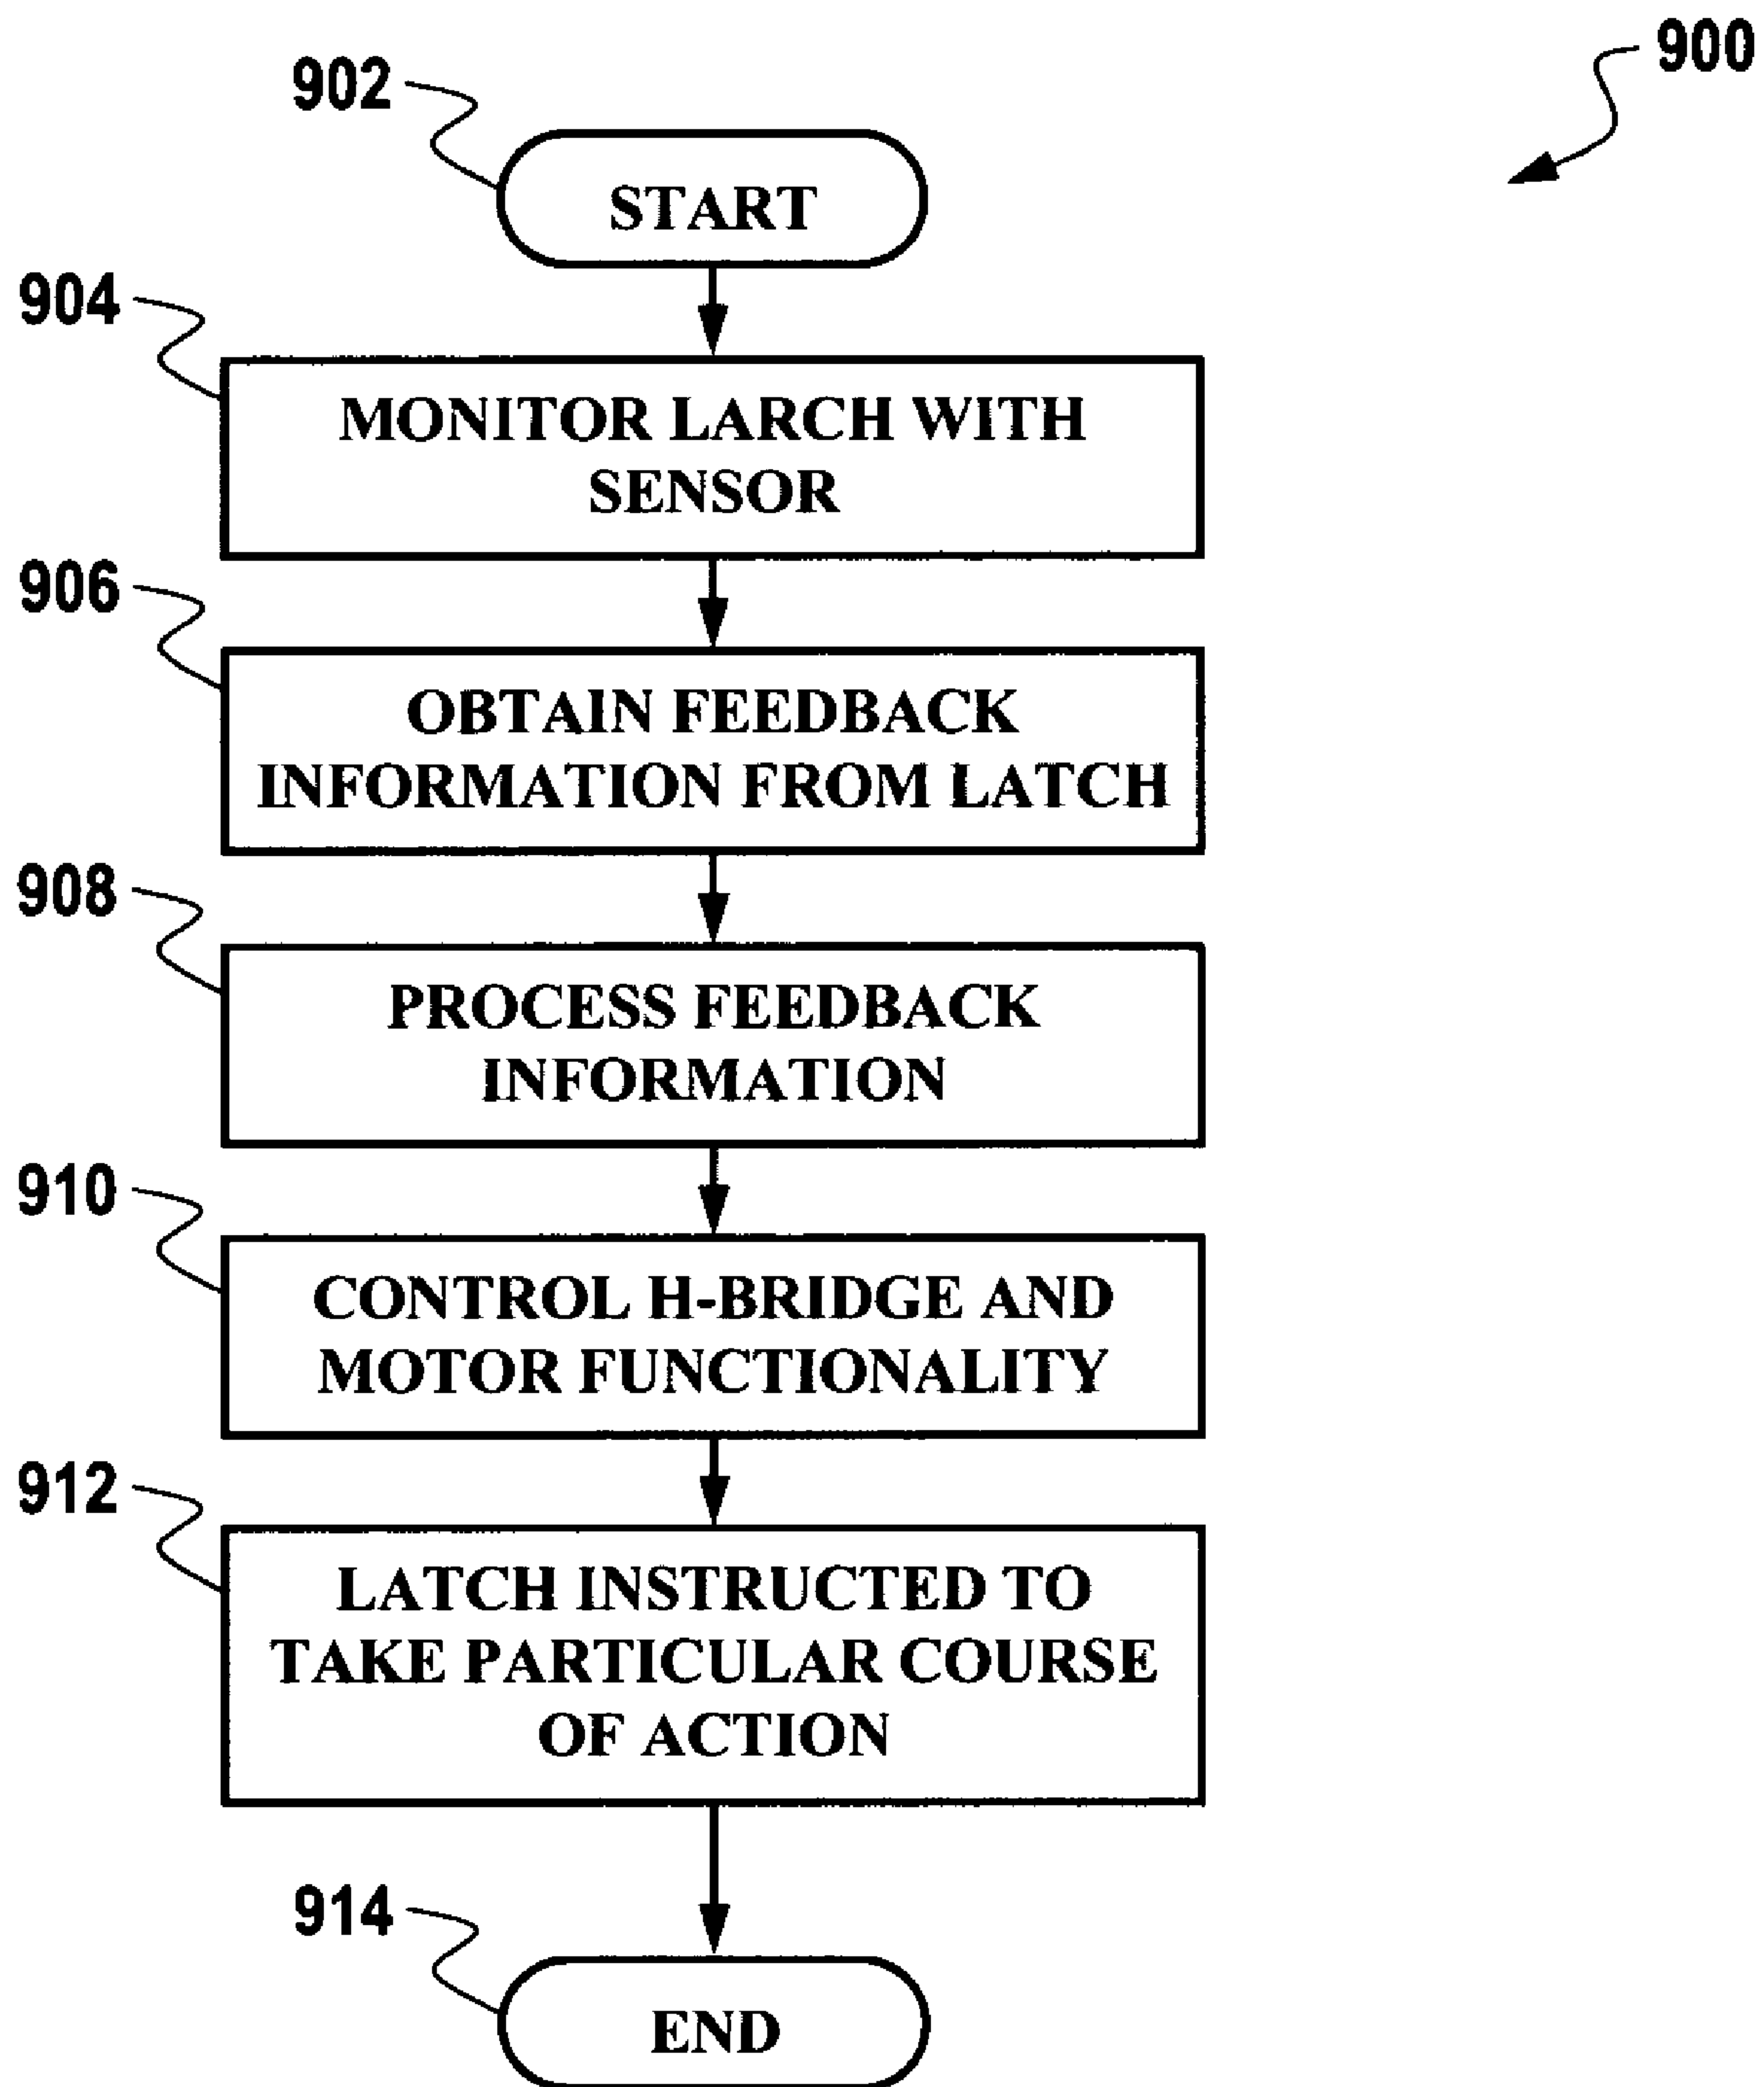 900
902
START
904
MONITOR LARCH WITH
SENSOR
906
OBTAIN FEEDBACK
INFORMATION FROM LATCH
908
PROCESS FEEDBACK
INFORMATION
910
CONTROL H-BRIDGE AND
MOTOR FUNCTIONALITY
912
LATCH INSTRUCTED TO
TAKE PARTICULAR COURSE
OF ACTION
914
END